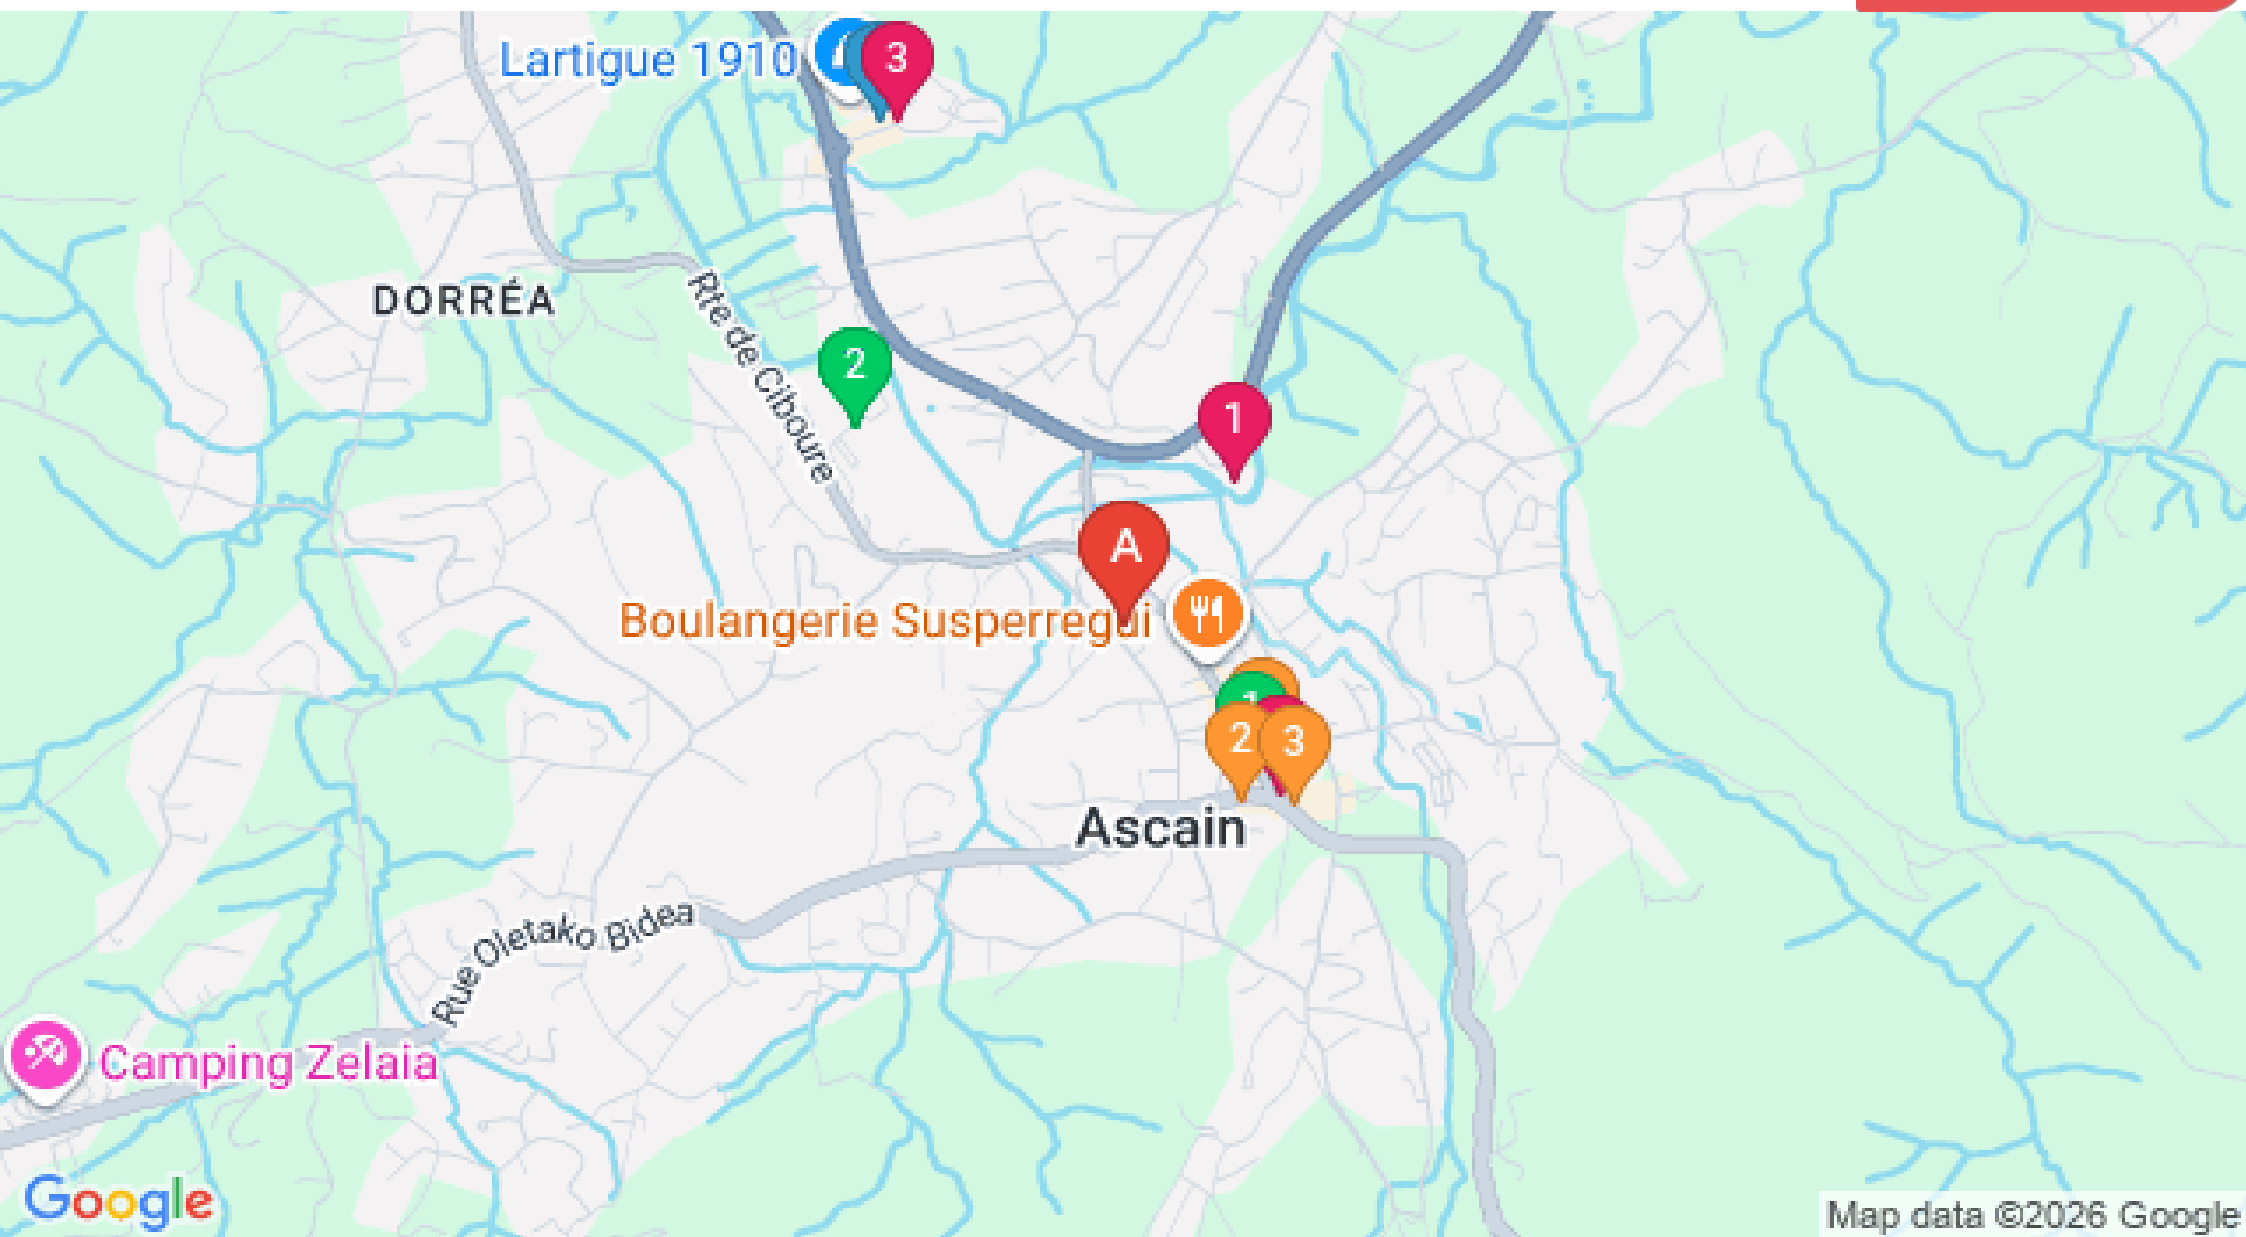 Lartigue 1910
3
DORRÉA
Rte de Ciboure
2
1
A
Boulangerie Susperregui
1
2
3
Ascain
Rue Oletako Bidea
Camping Zelaia
Google
Map data ©2026 Google